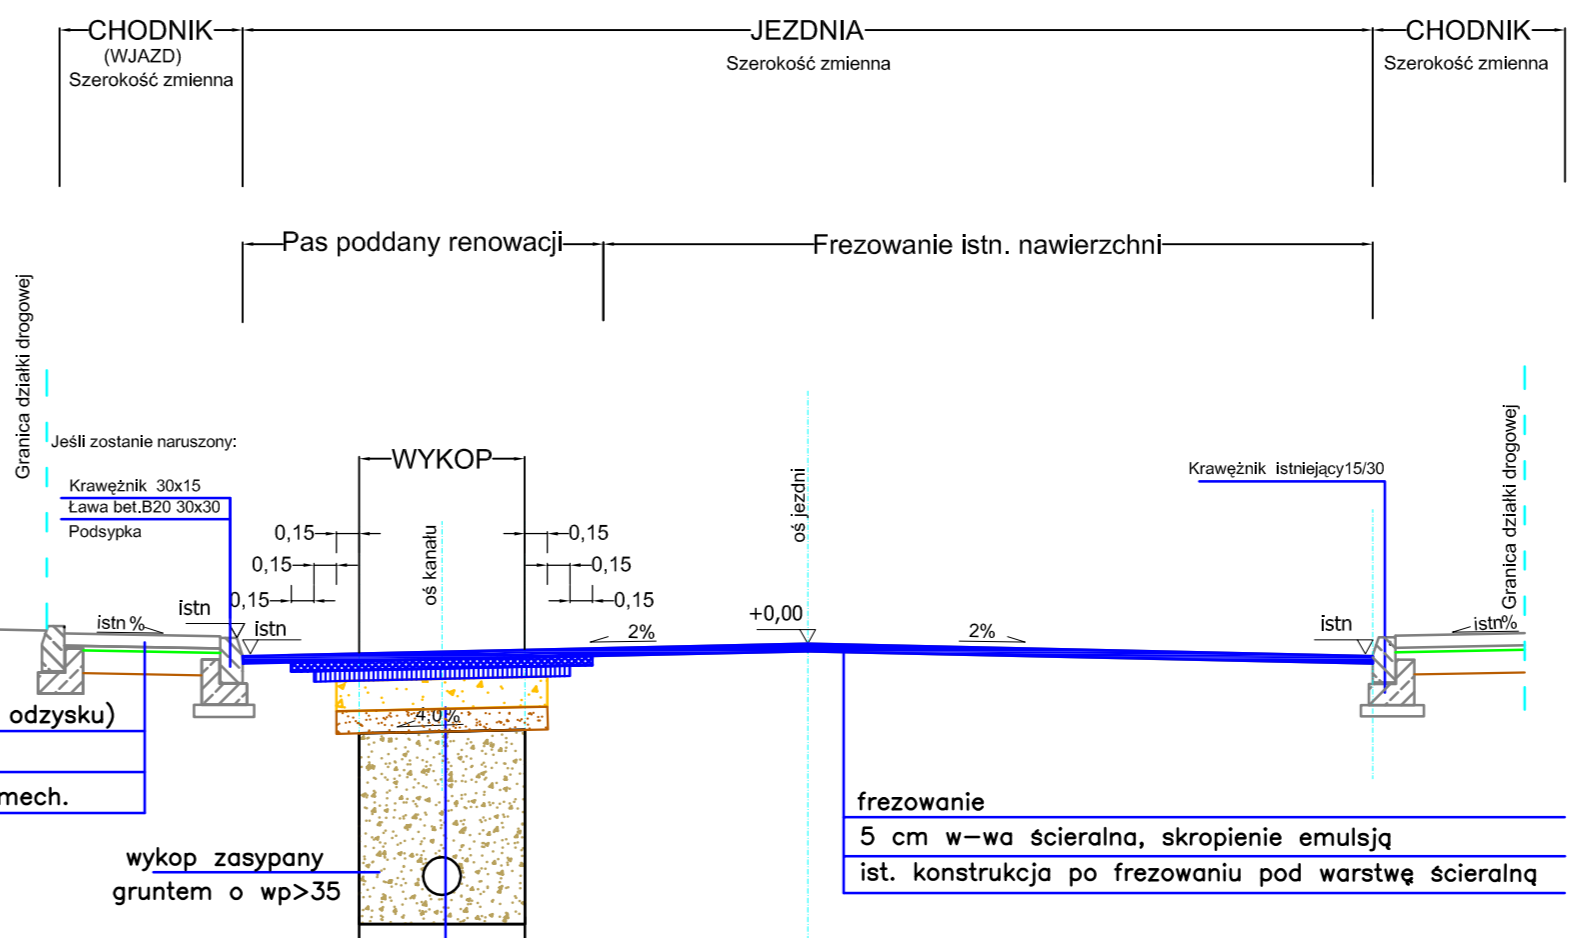 CHODNIK
(WJAZD)
Szerokość zmienna
JEZDNIA
Szerokość zmienna
CHODNIK
Szerokość zmienna
Pas poddany renowacji
Frezowanie istn. nawierzchni
Granica działki drogowej
Jeśli zostanie naruszony:
Krawężnik 30x15
Ława bet.B20 30x30
Podsypka
WYKOP
0,15
0,15
0,15
0,15
0,15
0,15
oś kanału
oś jezdni
Krawężnik istniejący15/30
Granica działki drogowej
istn %
istn
istn
2%
+0,00
2%
istn
istn%
4,0%
odzysku)
mech.
wykop zasypany
gruntem o wp>35
frezowanie
5 cm w-wa ścieralna, skropienie emulsją
ist. konstrukcja po frezowaniu pod warstwę ścieralną